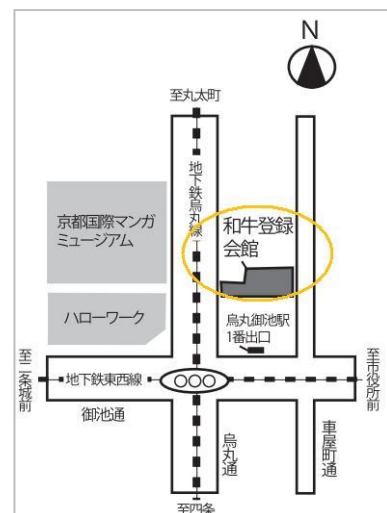 N
至丸太町
地下鉄烏丸線
京都国際マンガ
ミュージアム
和牛登録
会館
ハローワーク
烏丸御池駅
1番出口
至二条城前
地下鉄東西線
至市役所前
御池通
烏丸通
車屋町通
至四条